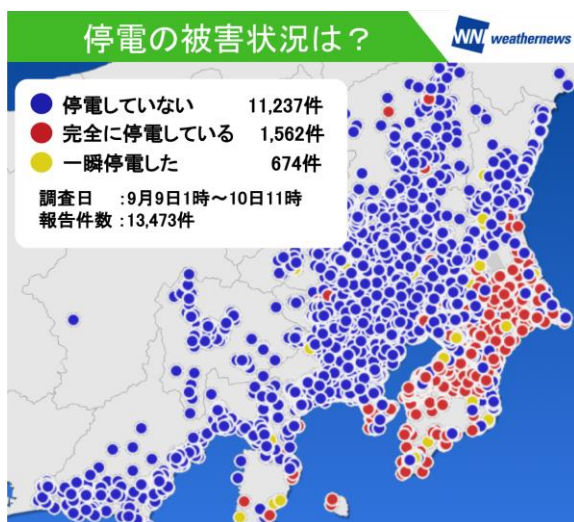 停電の被害状況は？
WNI weathernews
停電していない 11,237件
完全に停電している 1,562件
一瞬停電した 674件
調査日 ：9月9日1時～10日11時
報告件数：13,473件